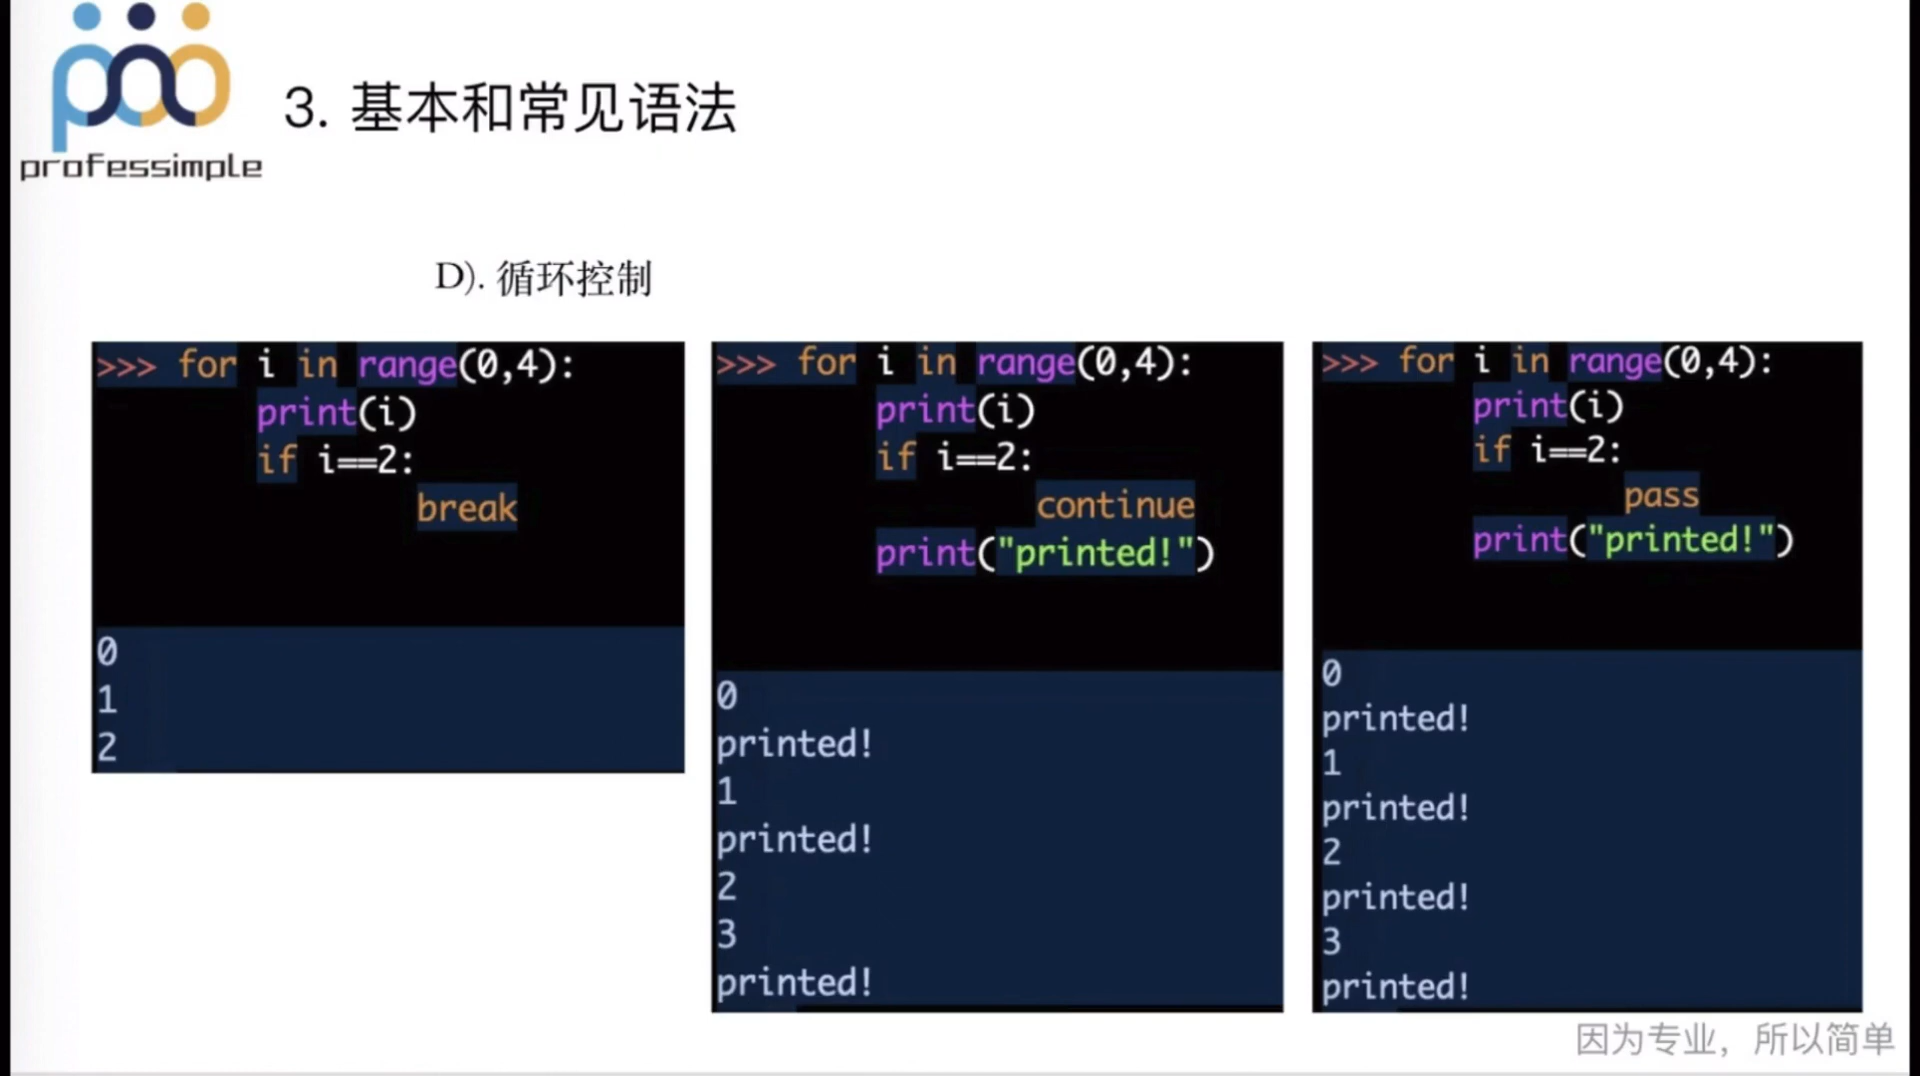 professimple
3. 基本和常见语法
D). 循环控制
>>> for i in range(0,4):
print(i)
if i==2:
break
0
1
2
>>> for i in range(0,4):
print(i)
if i==2:
continue
print("printed!")
0
printed!
1
printed!
2
3
printed!
>>> for i in range(0,4):
print(i)
if i==2:
pass
print("printed!")
0
printed!
1
printed!
2
printed!
3
printed!
因为专业，所以简单